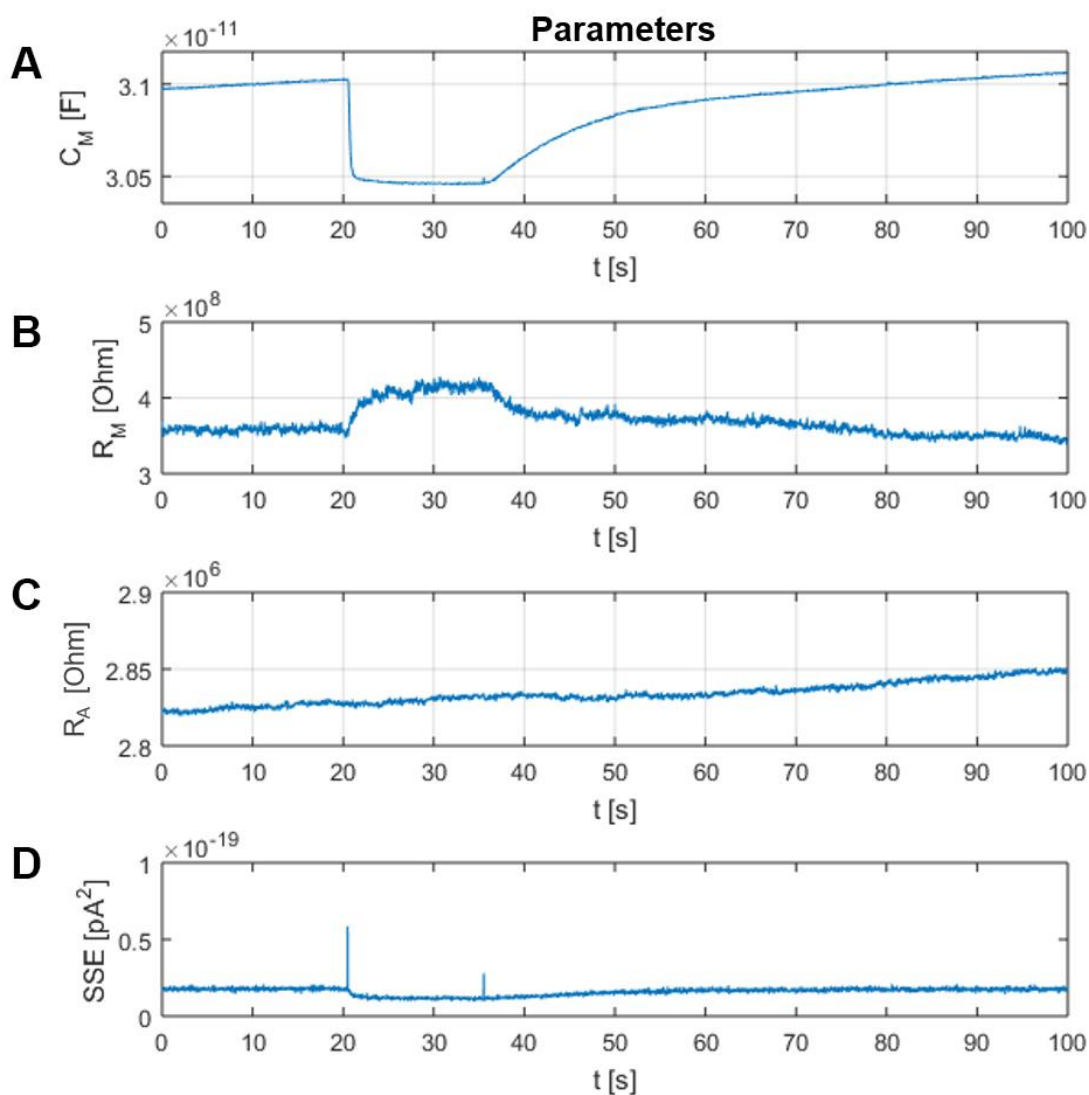 Parameters
A
×10⁻¹¹
3.1
3.05
C_M [F]
0 10 20 30 40 50 60 70 80 90 100
t [s]
B
×10⁸
5
4
3
R_M [Ohm]
0 10 20 30 40 50 60 70 80 90 100
t [s]
C
×10⁶
2.9
2.85
2.8
R_A [Ohm]
0 10 20 30 40 50 60 70 80 90 100
t [s]
D
×10⁻¹⁹
1
0.5
0
SSE [pA²]
0 10 20 30 40 50 60 70 80 90 100
t [s]